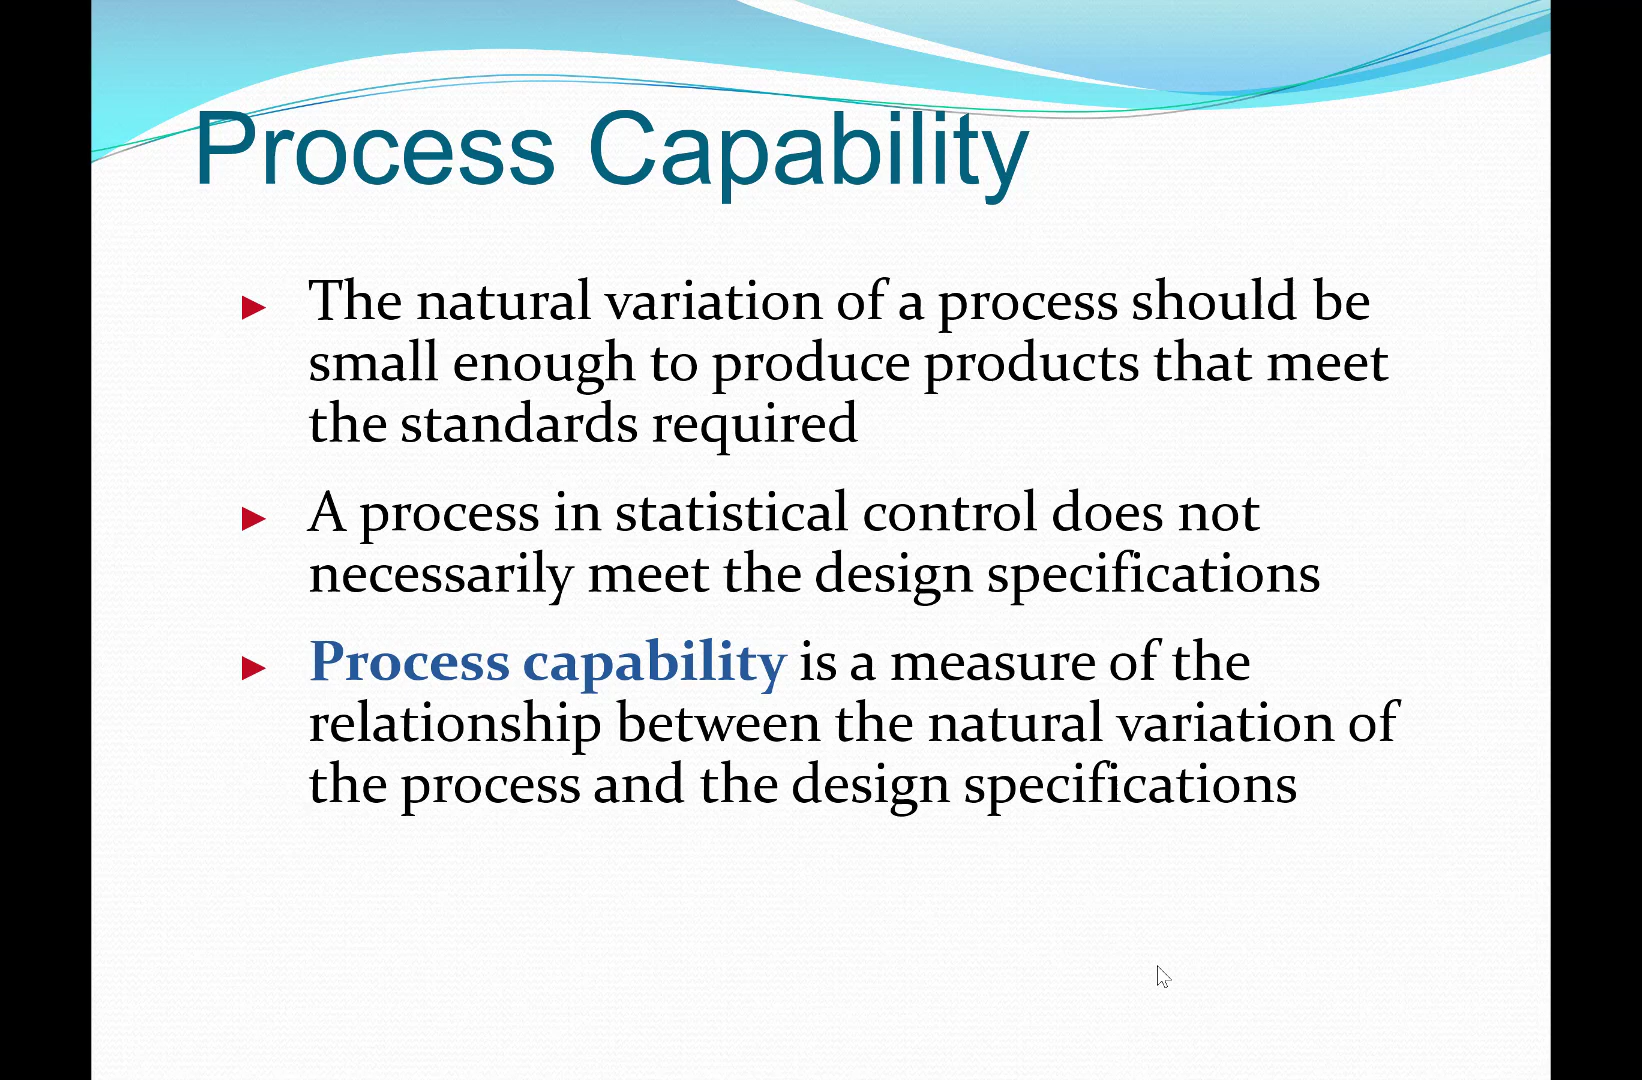 Process Capability
► The natural variation of a process should be
small enough to produce products that meet
the standards required
► A process in statistical control does not
necessarily meet the design specifications
► Process capability is a measure of the
relationship between the natural variation of
the process and the design specifications